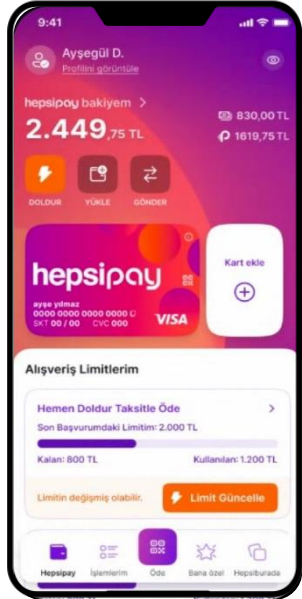 9:41
Ayşegül D.
Profilini görüntüle
hepsipay bakiyem >
2.449,75 TL
830,00 TL
1619,75 TL
DOLDUR YÜKLE GÖNDER
hepsipay
ayşe yılmaz
0000 0000 0000 0000
SKT 00 / 00 CVC 000
VISA
Kart ekle
Alışveriş Limitlerim
Hemen Doldur Taksitle Öde
Son Başvurumdaki Limitim: 2.000 TL
Kalan: 800 TL Kullanılan: 1.200 TL
Limitin değişmiş olabilir.
Limit Güncelle
Hepsipay İşlemlerim Öde Bana özel Hepsiburada